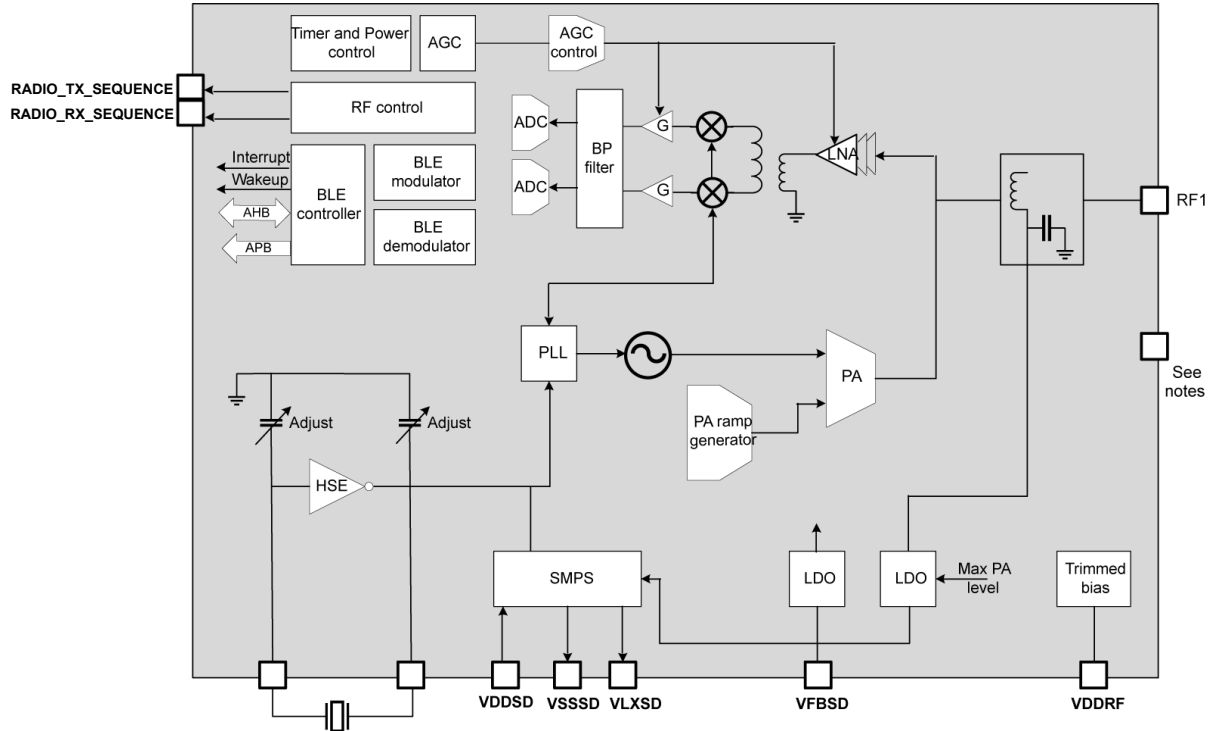 Timer and Power
control
AGC
AGC
control
RADIO_TX_SEQUENCE
RADIO_RX_SEQUENCE
RF control
ADC
ADC
BP
filter
G
G
LNA
Interrupt
Wakeup
AHB
APB
BLE
controller
BLE
modulator
BLE
demodulator
RF1
See
notes
PLL
PA
PA ramp
generator
Adjust
Adjust
HSE
SMPS
LDO
LDO
Max PA
level
Trimmed
bias
VDDSD
VSSSD
VLXSD
VFBSD
VDDRF